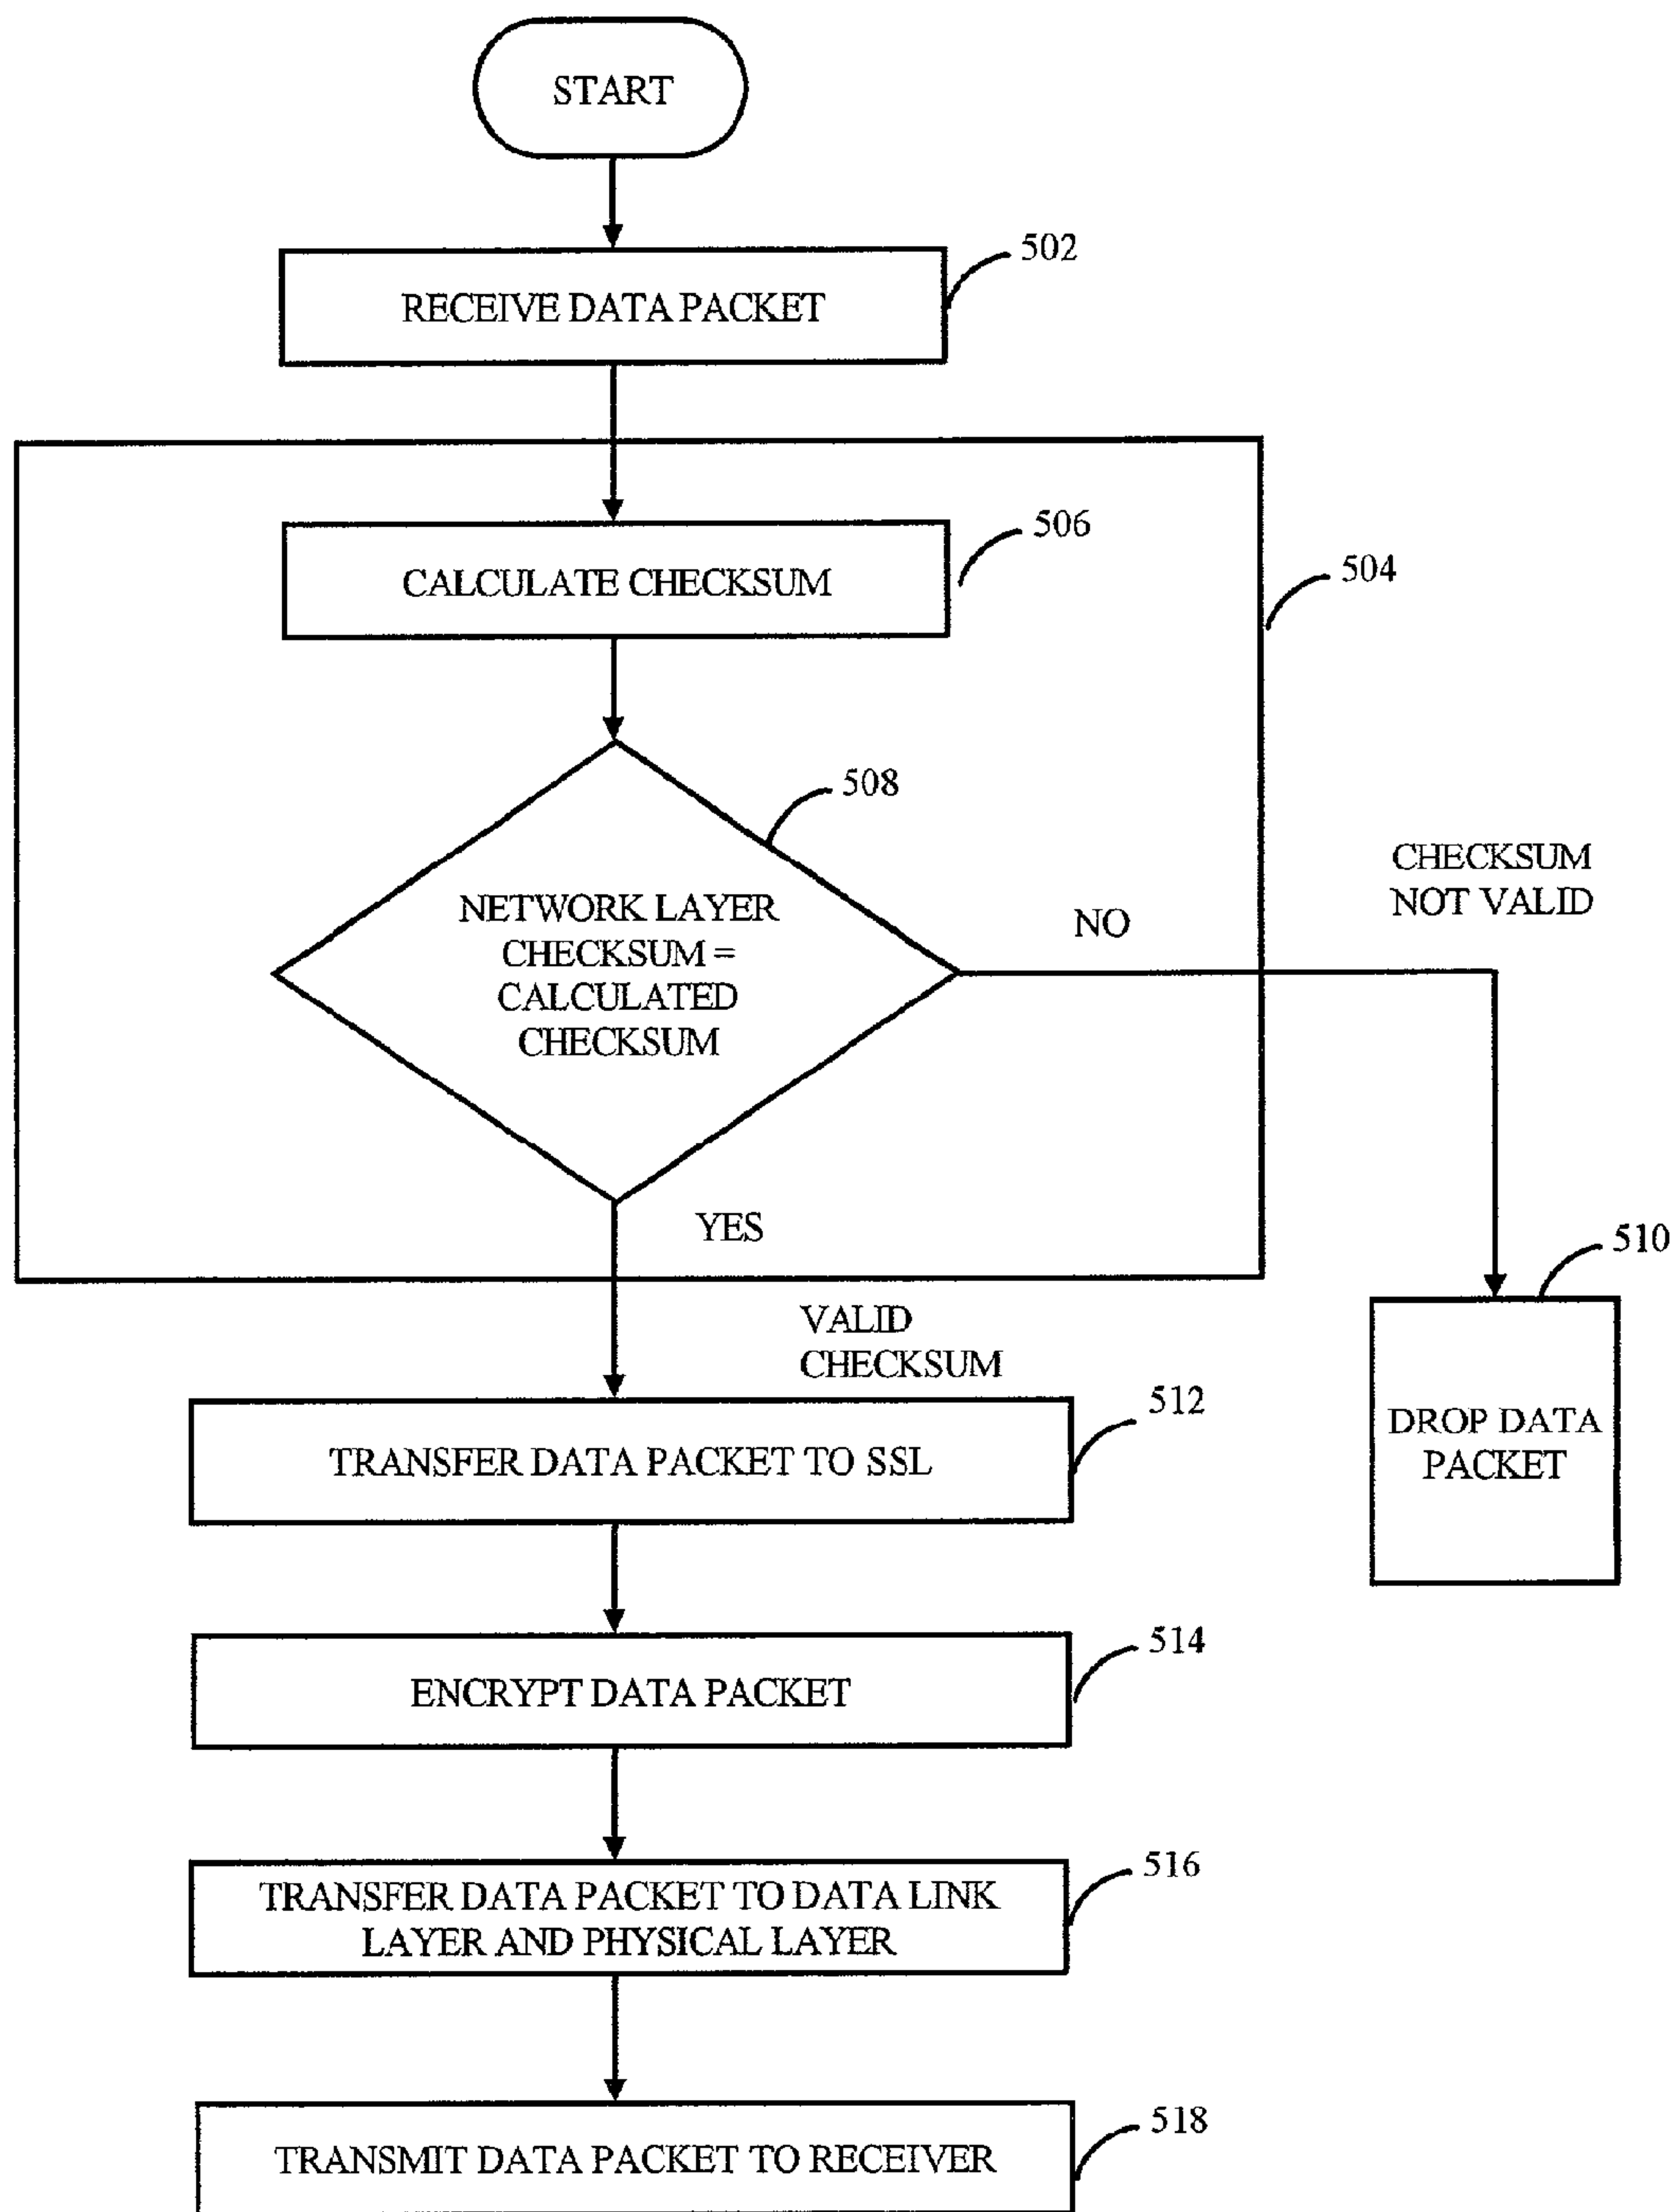 START
502
RECEIVE DATA PACKET
506
CALCULATE CHECKSUM
504
508
NETWORK LAYER
CHECKSUM =
CALCULATED
CHECKSUM
NO
CHECKSUM
NOT VALID
YES
510
VALID
CHECKSUM
DROP DATA
PACKET
512
TRANSFER DATA PACKET TO SSL
514
ENCRYPT DATA PACKET
516
TRANSFER DATA PACKET TO DATA LINK
LAYER AND PHYSICAL LAYER
518
TRANSMIT DATA PACKET TO RECEIVER